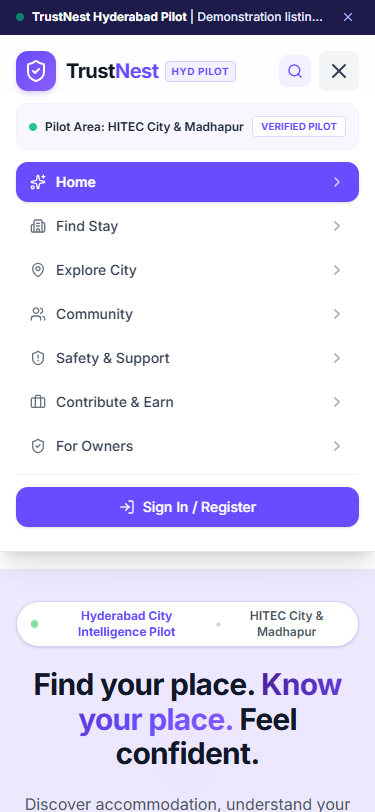 TrustNest Hyderabad Pilot | Demonstration listin...
TrustNest HYD PILOT
Pilot Area: HITEC City & Madhapur VERIFIED PILOT
Home
Find Stay
Explore City
Community
Safety & Support
Contribute & Earn
For Owners
Sign In / Register
Hyderabad City
Intelligence Pilot
•
HITEC City &
Madhapur
Find your place. Know
your place. Feel
confident.
Discover accommodation, understand your